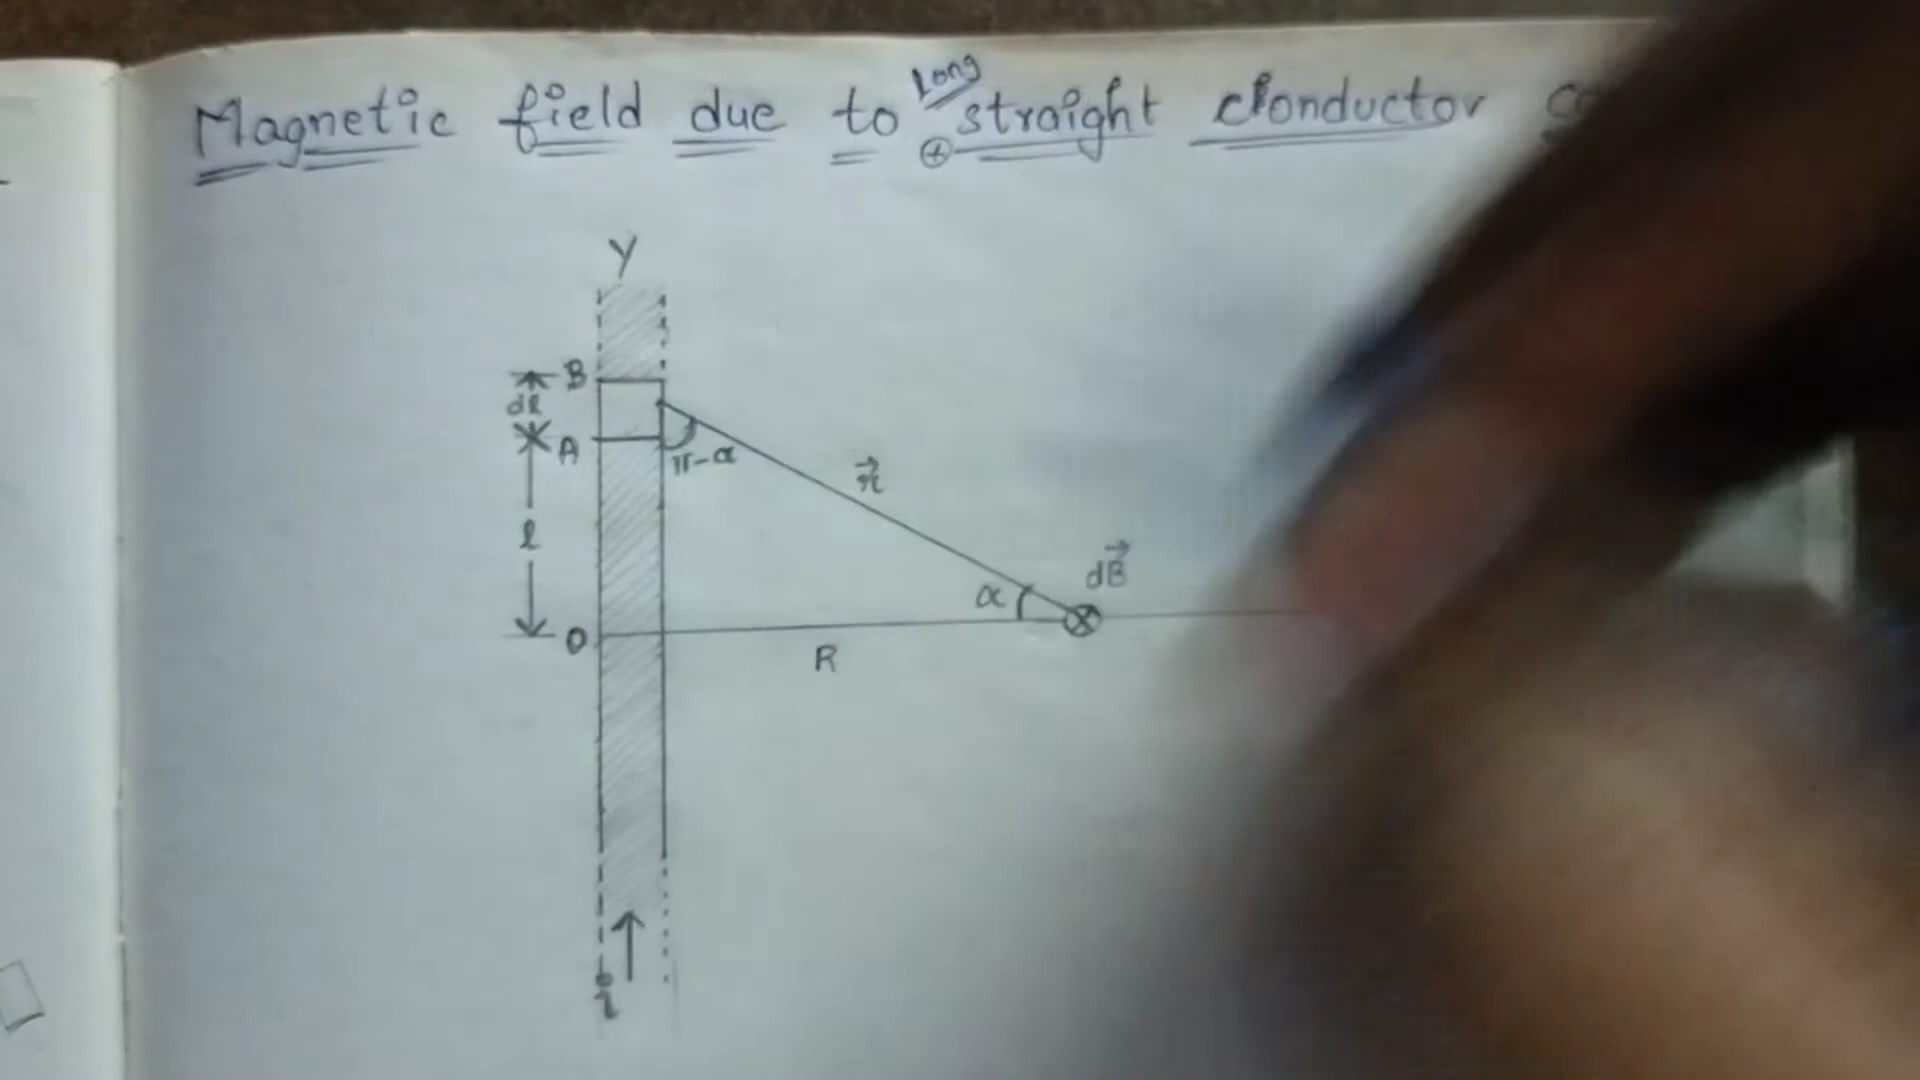 Long
Magnetic field due to straight conductor
Y
B
dl
A
π-α
l
r⃗
dB⃗
α
O
R
i